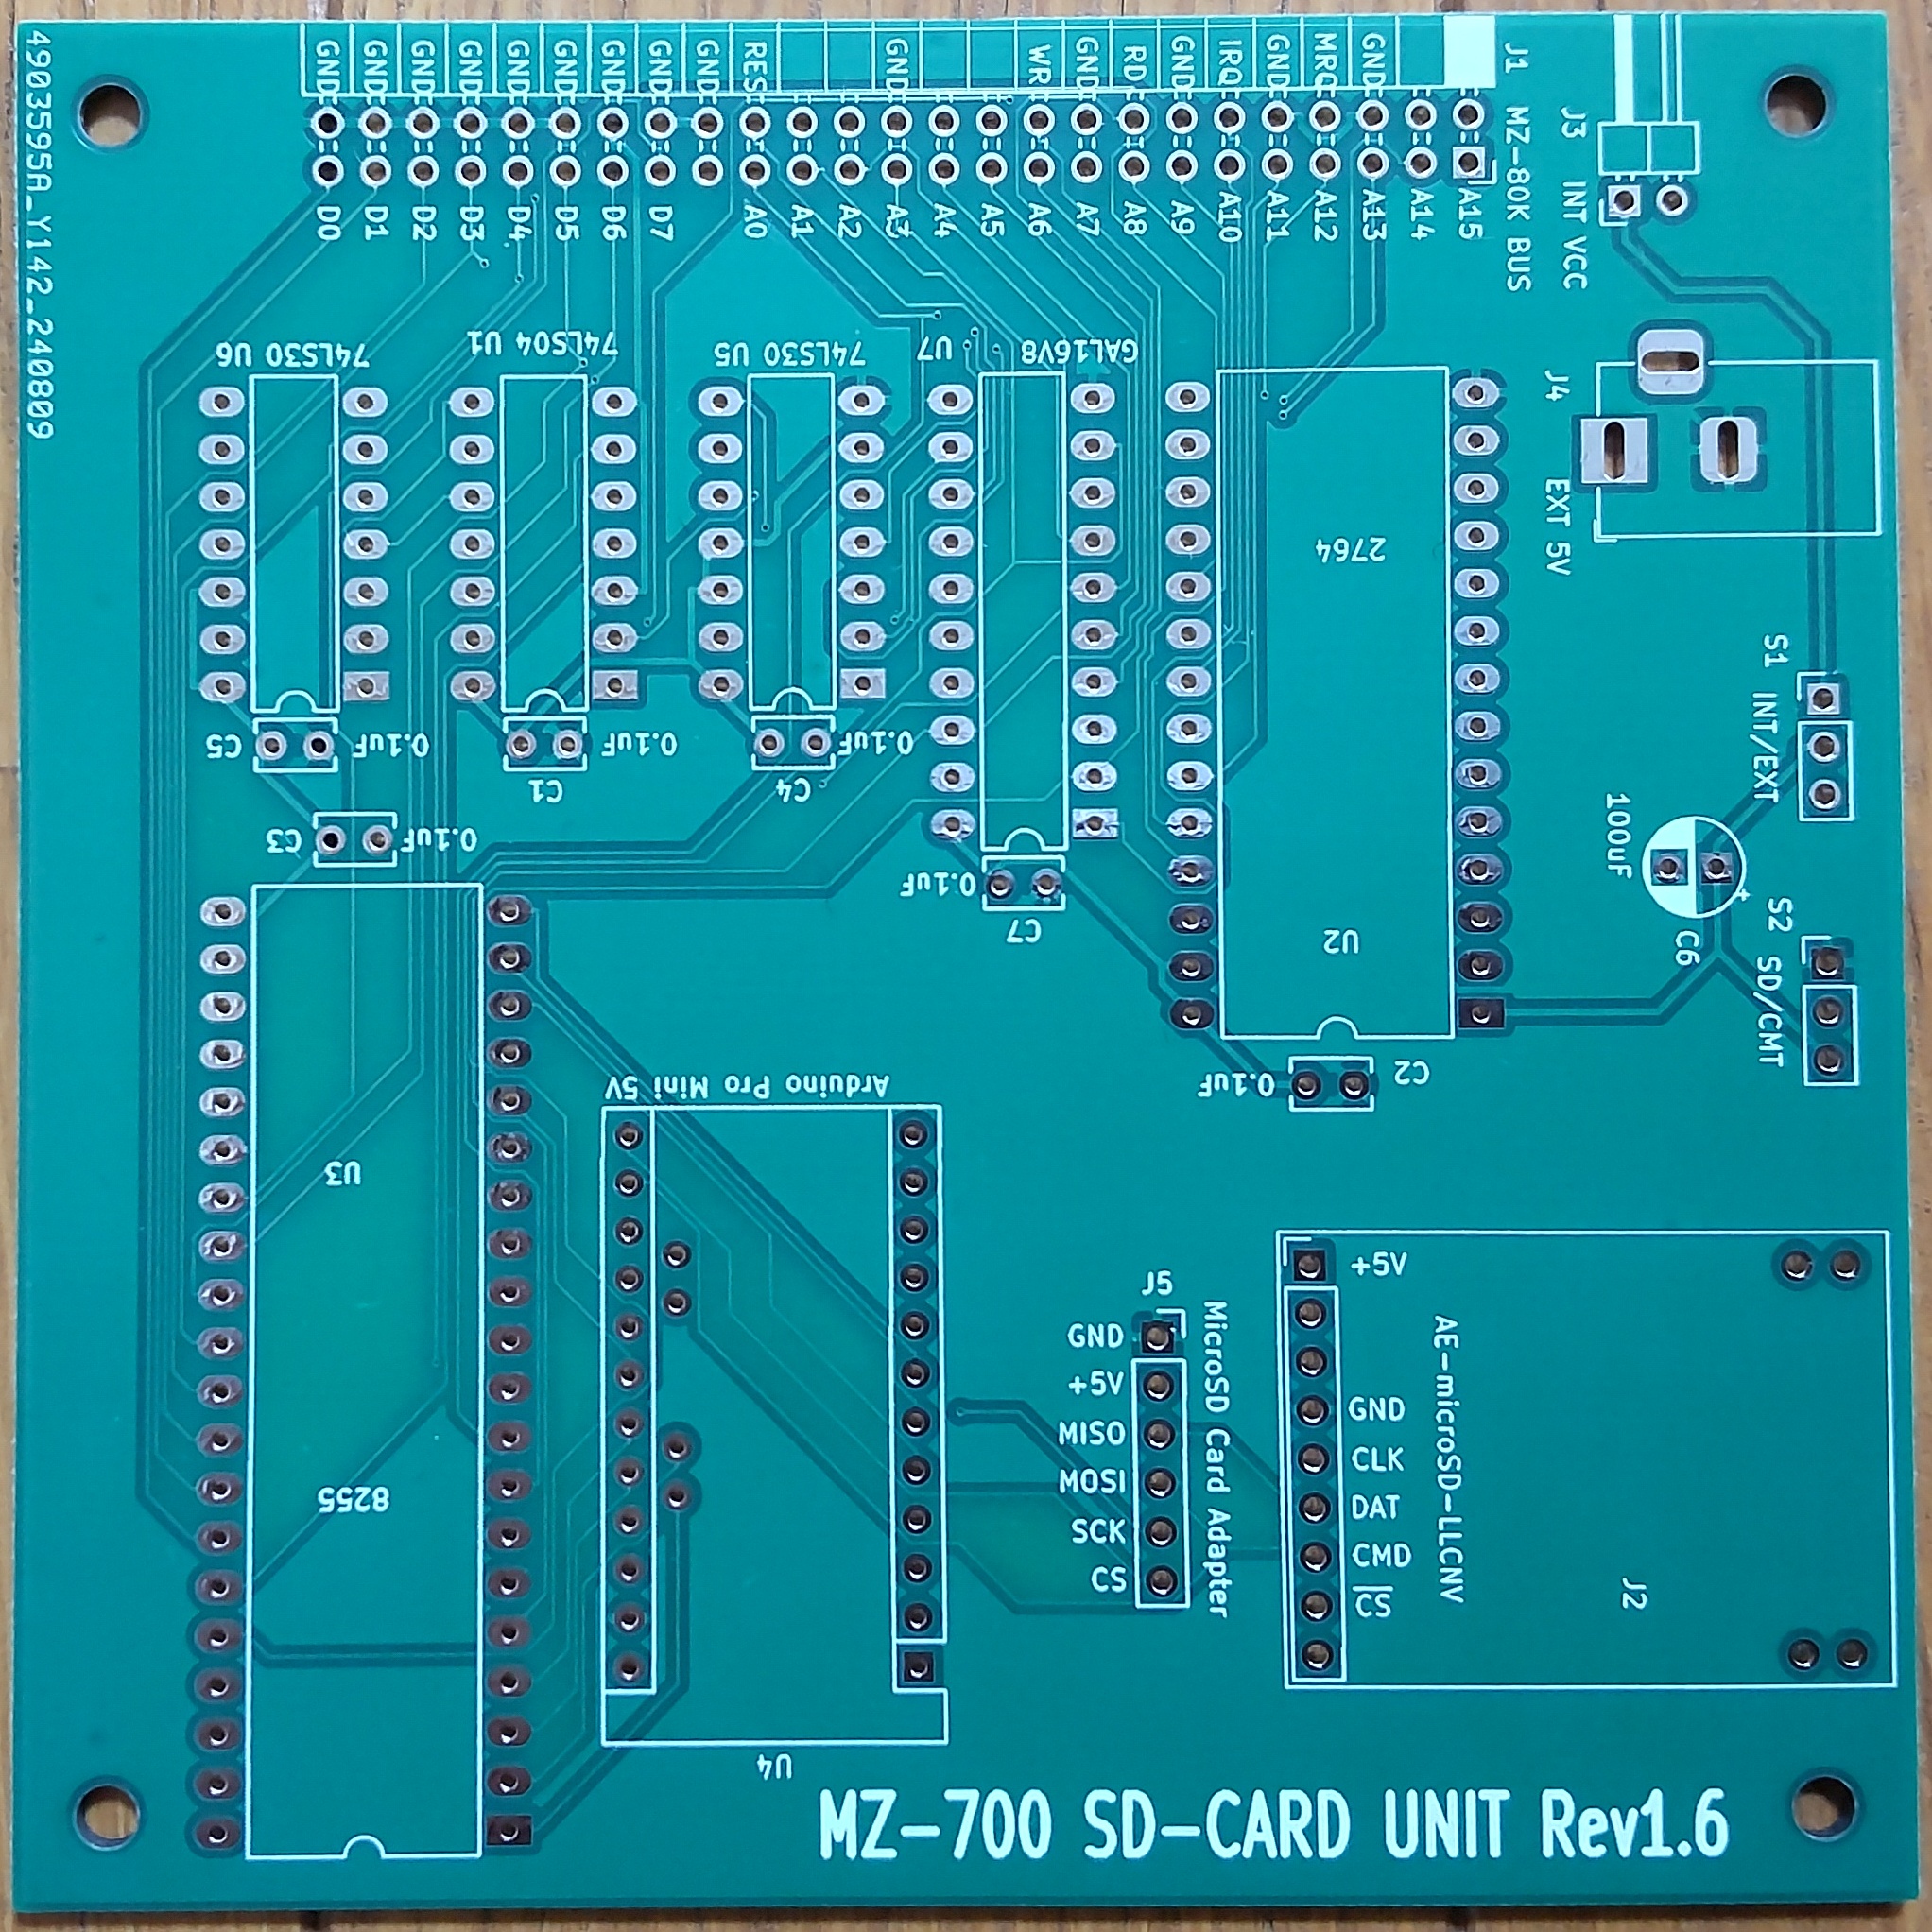 4903595A_Y142_240809
GND GND GND GND GND GND GND GND GND RES GND WR GND RD GND IRQ GND MRQ GND
J1 MZ-80K BUS
J3 INT VCC
D0 D1 D2 D3 D4 D5 D6 D7 A0 A1 A2 A3 A4 A5 A6 A7 A8 A9 A10 A11 A12 A13 A14 A15
74LS30 U6
74LS04 U1
74LS30 U5
U7
GAL16V8
J4 EXT 5V
2764
U2
S1 INT/EXT
C5 0.1uF
C1 0.1uF
C4 0.1uF
C3 0.1uF
0.1uF
C7
100uF
C6
S2 SD/CMT
0.1uF C2
Arduino Pro Mini 5V
U3
8255
U4
J5
MicroSD Card Adapter
GND
+5V
MISO
MOSI
SCK
CS
+5V
GND
CLK
DAT
CMD
CS
AE-microSD-LLCNV
J2
MZ-700 SD-CARD UNIT Rev1.6